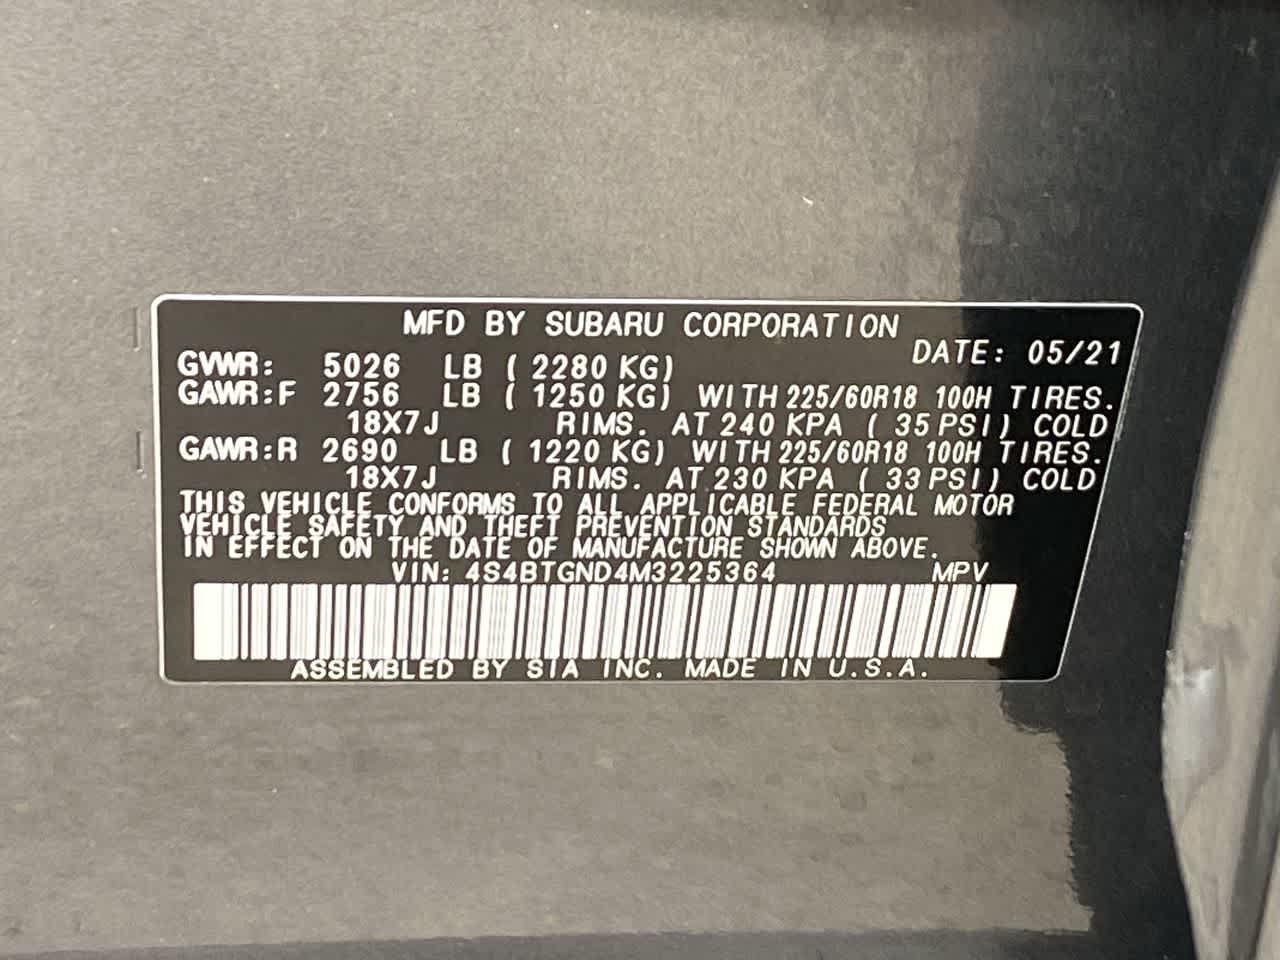 MFD BY SUBARU CORPORATION
GVWR: 5026 LB ( 2280 KG) DATE: 05/21
GAWR:F 2756 LB ( 1250 KG) WITH 225/60R18 100H TIRES.
18X7J RIMS. AT 240 KPA ( 35 PSI) COLD
GAWR:R 2690 LB ( 1220 KG) WITH 225/60R18 100H TIRES.
18X7J RIMS. AT 230 KPA ( 33 PSI) COLD
THIS VEHICLE CONFORMS TO ALL APPLICABLE FEDERAL MOTOR
VEHICLE SAFETY AND THEFT PREVENTION STANDARDS
IN EFFECT ON THE DATE OF MANUFACTURE SHOWN ABOVE.
VIN: 4S4BTGND4M3225364 MPV
ASSEMBLED BY SIA INC. MADE IN U.S.A.